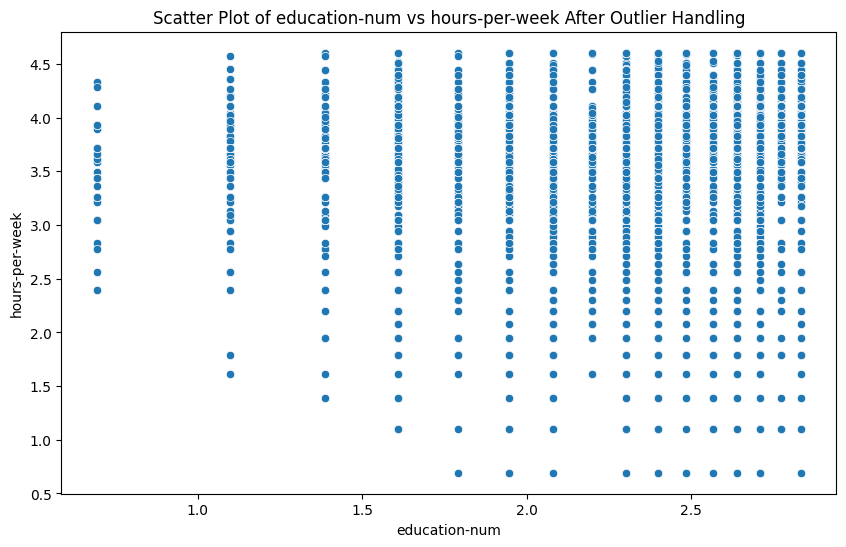 Scatter Plot of education-num vs hours-per-week After Outlier Handling
4.5
4.0
3.5
3.0
2.5
2.0
1.5
1.0
0.5
hours-per-week
1.0 1.5 2.0 2.5
education-num